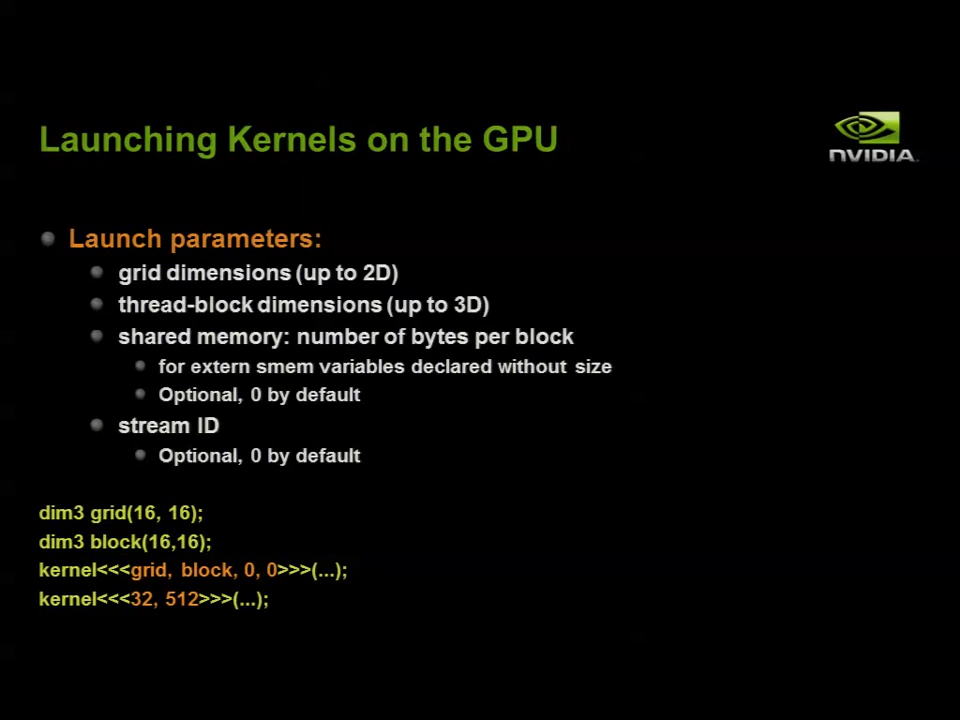 Launching Kernels on the GPU
NVIDIA
Launch parameters:
grid dimensions (up to 2D)
thread-block dimensions (up to 3D)
shared memory: number of bytes per block
for extern smem variables declared without size
Optional, 0 by default
stream ID
Optional, 0 by default
dim3 grid(16, 16);
dim3 block(16,16);
kernel<<<grid, block, 0, 0>>>(...);
kernel<<<32, 512>>>(...);